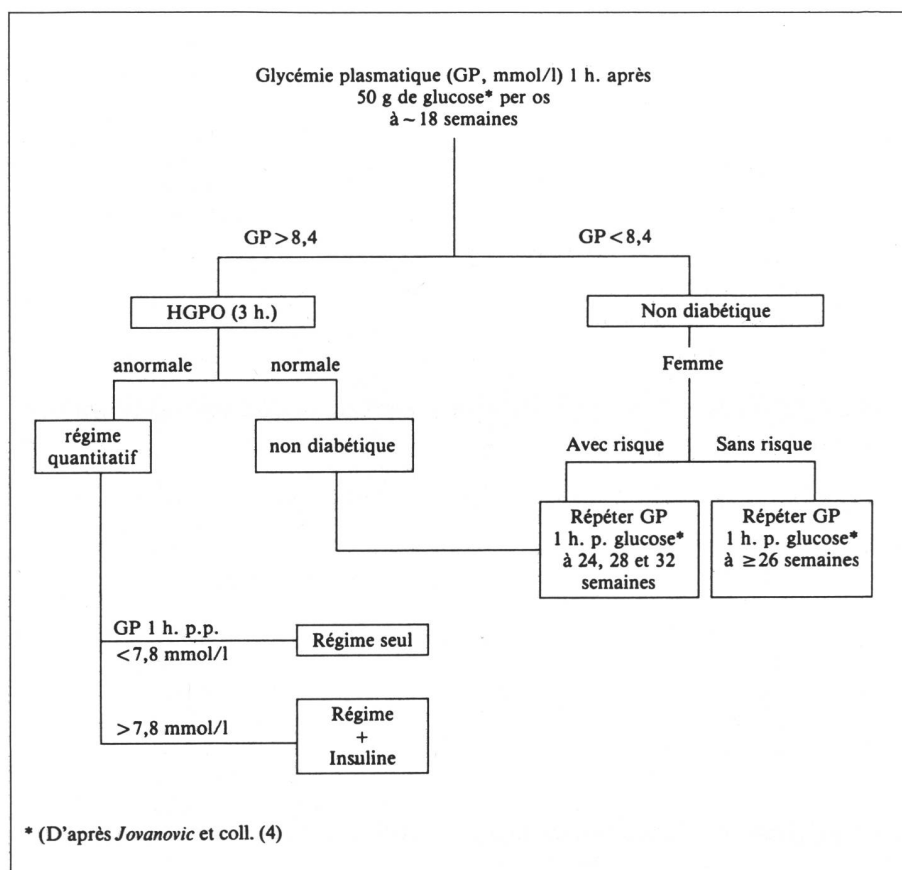 Glycémie plasmatique (GP, mmol/l) 1 h. après
50 g de glucose* per os
à ~ 18 semaines
GP>8,4
GP<8,4
HGPO (3 h.)
Non diabétique
anormale
normale
Femme
régime
quantitatif
non diabétique
Avec risque
Sans risque
Répéter GP
1 h. p. glucose*
à 24, 28 et 32
semaines
Répéter GP
1 h. p. glucose*
à ≥26 semaines
GP 1 h. p.p.
<7,8 mmol/l
Régime seul
>7,8 mmol/l
Régime
+
Insuline
* (D'après Jovanovic et coll. (4)